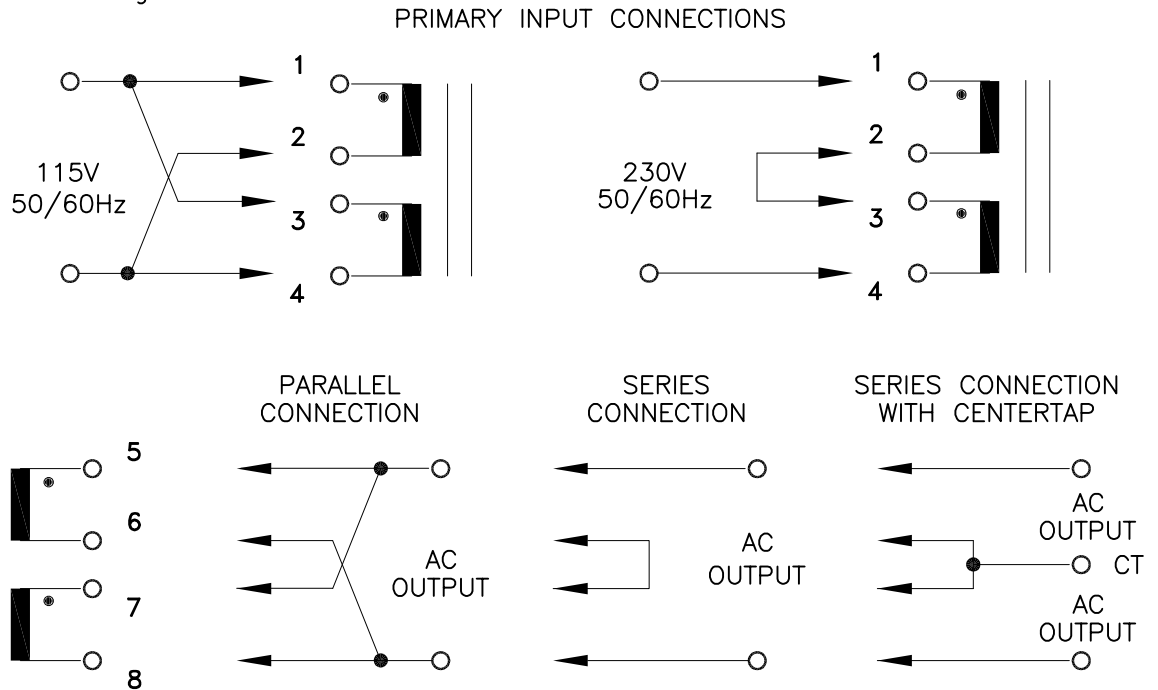 PRIMARY INPUT CONNECTIONS
1
2
3
4
115V
50/60Hz
1
2
3
4
230V
50/60Hz
PARALLEL
CONNECTION
SERIES
CONNECTION
SERIES CONNECTION
WITH CENTERTAP
5
6
7
8
AC
OUTPUT
AC
OUTPUT
AC
OUTPUT
CT
AC
OUTPUT